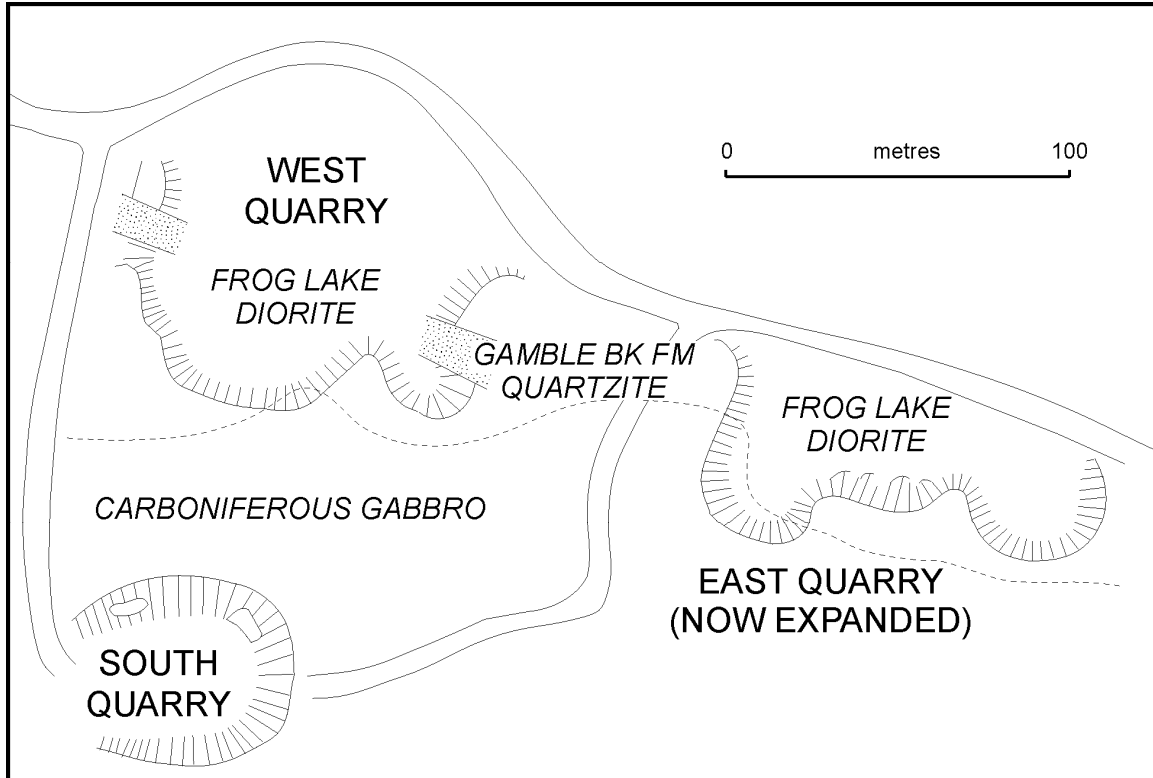 WEST
QUARRY
0 metres 100
FROG LAKE
DIORITE
GAMBLE BK FM
QUARTZITE
FROG LAKE
DIORITE
CARBONIFEROUS GABBRO
EAST QUARRY
(NOW EXPANDED)
SOUTH
QUARRY